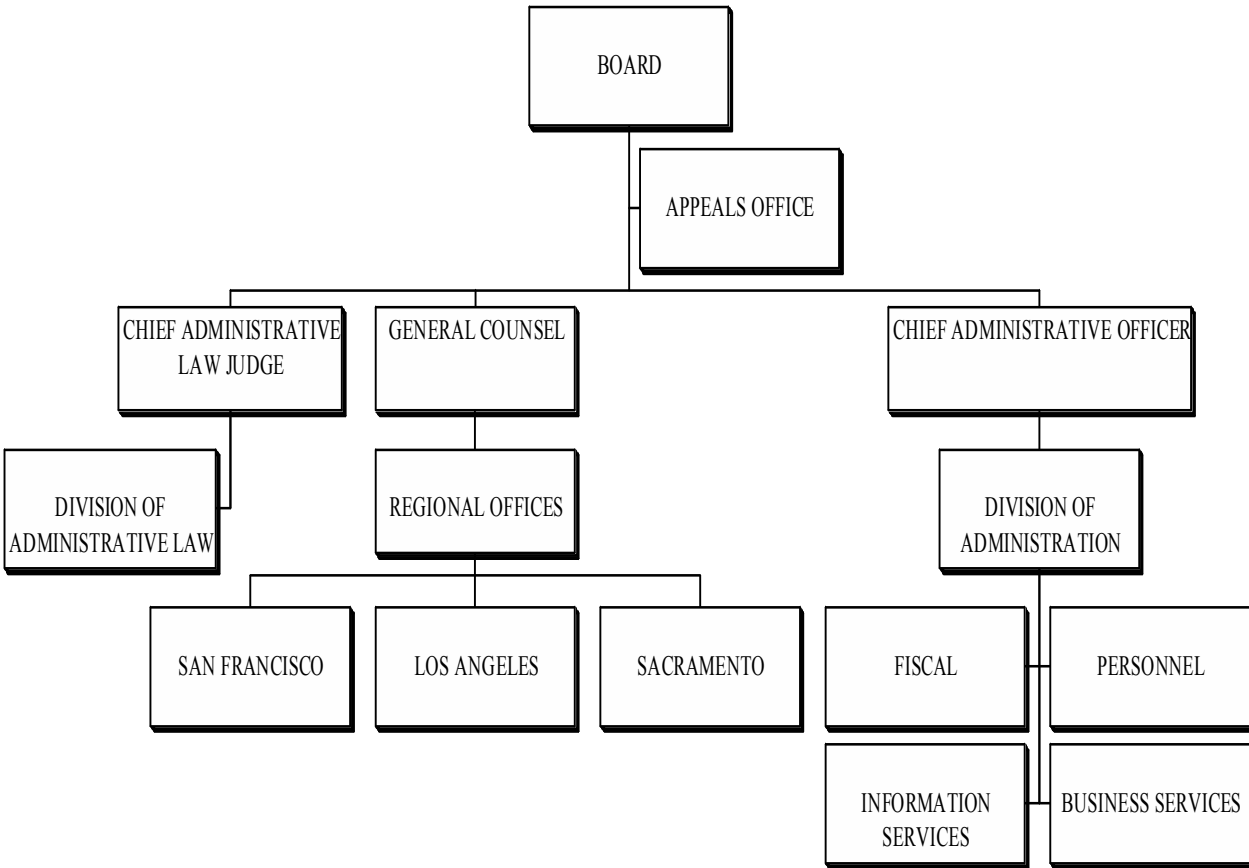 BOARD
APPEALS OFFICE
CHIEF ADMINISTRATIVE
LAW JUDGE
GENERAL COUNSEL
CHIEF ADMINISTRATIVE OFFICER
DIVISION OF
ADMINISTRATIVE LAW
REGIONAL OFFICES
DIVISION OF
ADMINISTRATION
SAN FRANCISCO
LOS ANGELES
SACRAMENTO
FISCAL
PERSONNEL
INFORMATION
SERVICES
BUSINESS SERVICES